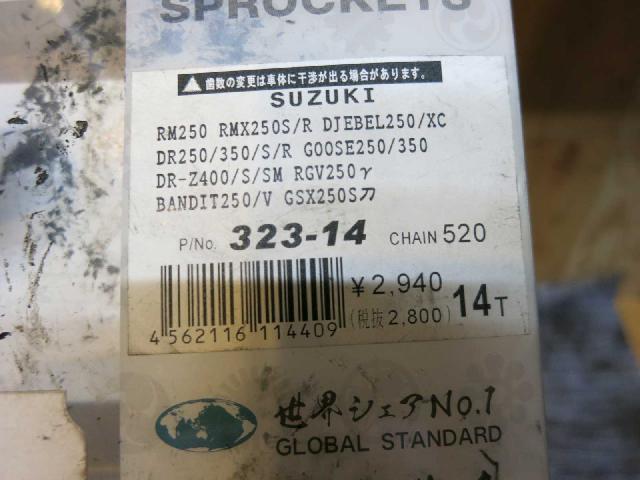 SPROCKETS
歯数の変更は車体に干渉が出る場合があります。
SUZUKI
RM250 RMX250S/R DJEBEL250/XC
DR250/350/S/R GOOSE250/350
DR-Z400/S/SM RGV250γ
BANDIT250/V GSX250S刀
P/No. 323-14 CHAIN 520
¥2,940
(税抜2,800) 14T
4 562116 114409
世界シェアNo.1
GLOBAL STANDARD